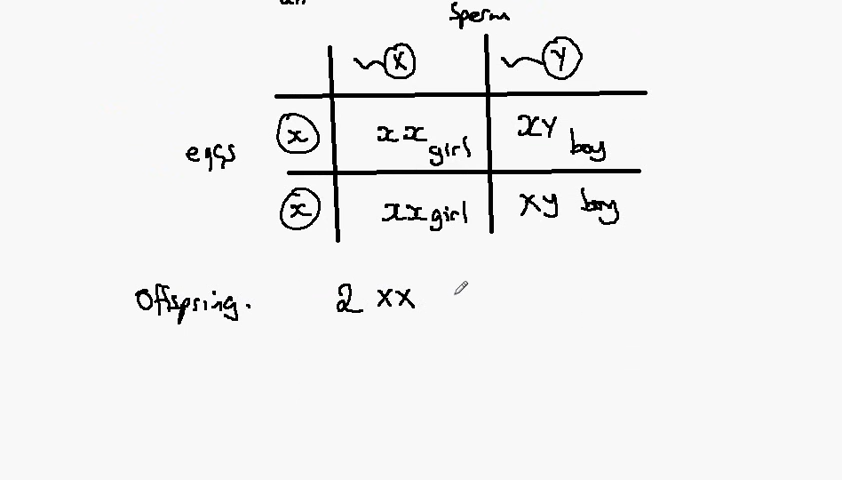 Sperm
X Y
eggs x xx girl XY boy
x xx girl XY boy
Offspring. 2 XX